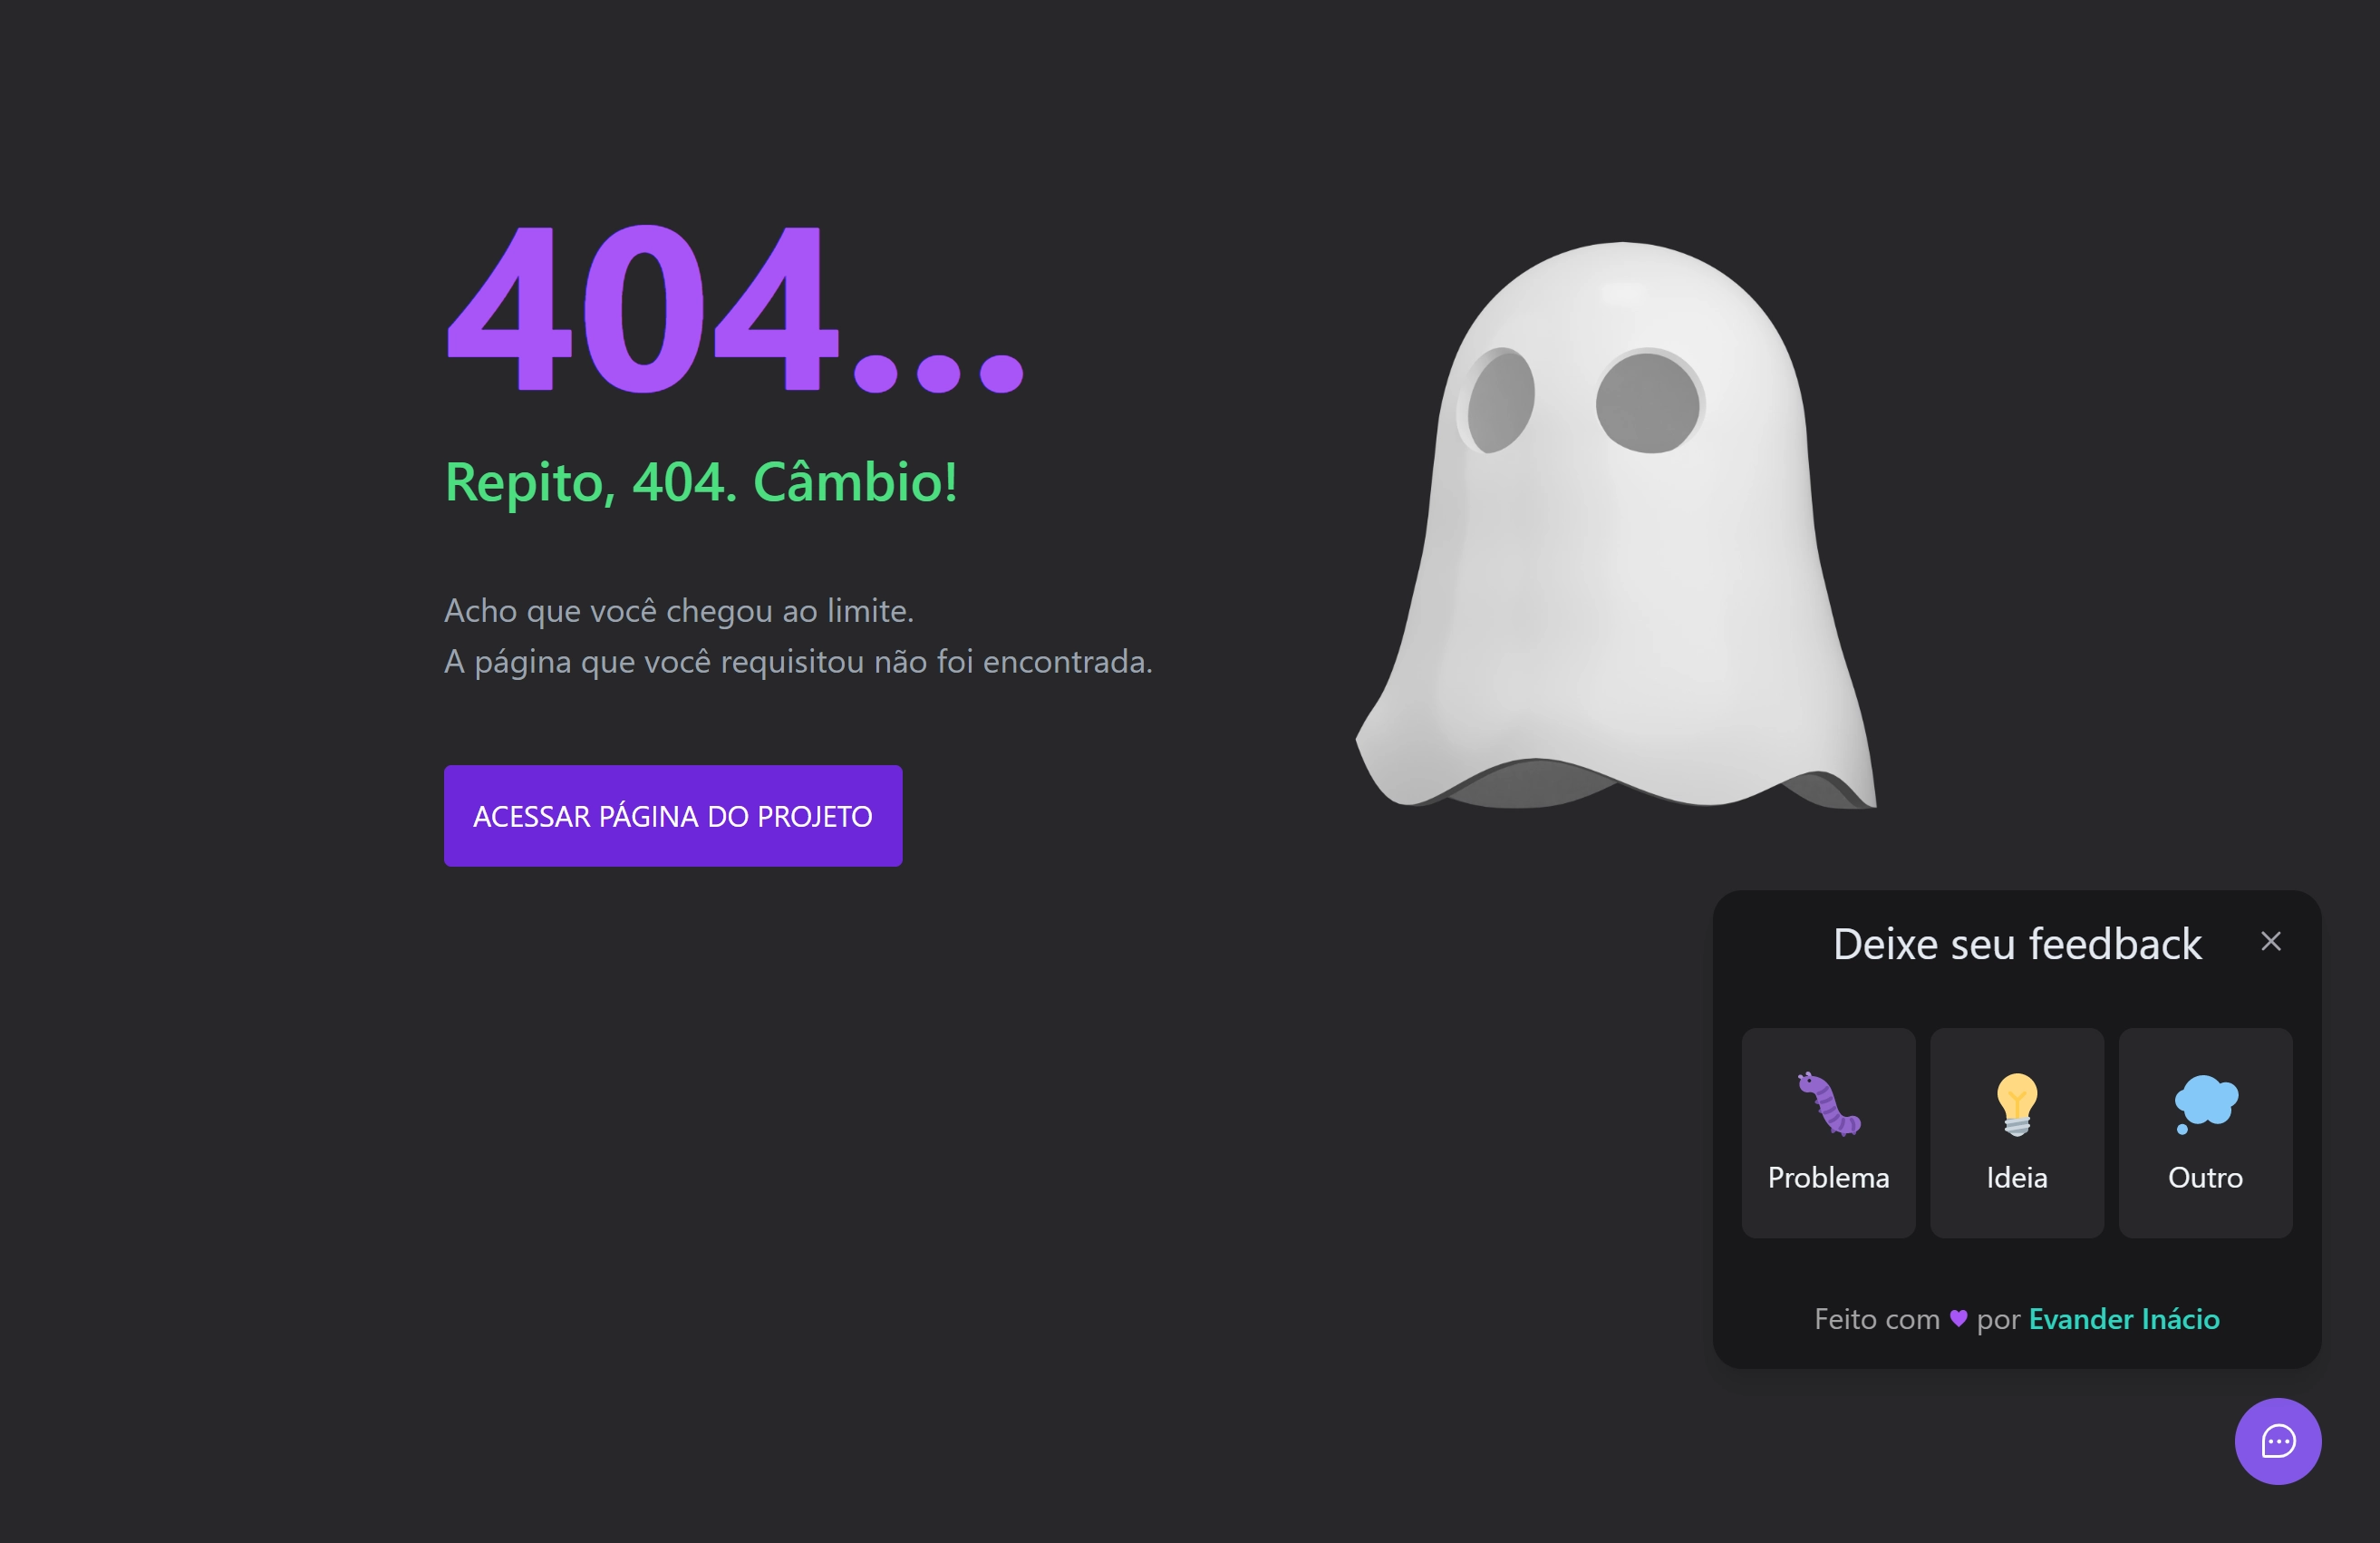 404...
Repito, 404. Câmbio!
Acho que você chegou ao limite.
A página que você requisitou não foi encontrada.
ACESSAR PÁGINA DO PROJETO
Deixe seu feedback
Problema
Ideia
Outro
Feito com 💜 por Evander Inácio